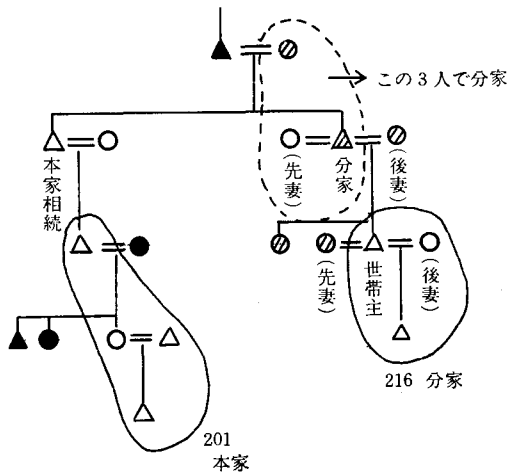 この3人で分家
本家相続
(先妻)
分家
(後妻)
(先妻)
世帯主
(後妻)
216 分家
201
本家